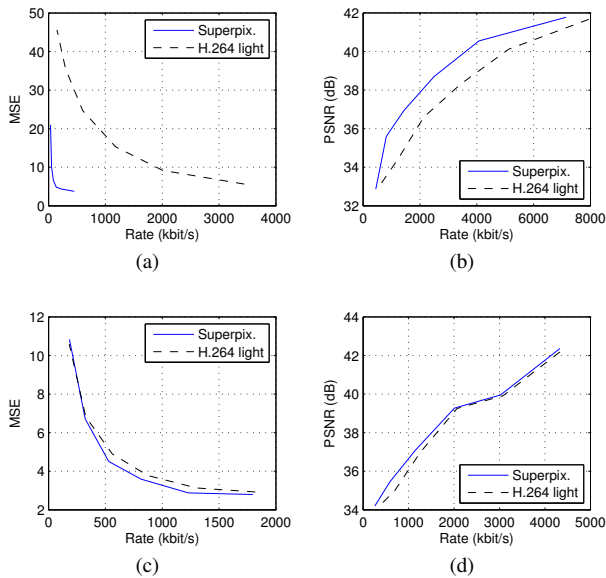 50
40
30
20
10
0
MSE
Superpix.
H.264 light
0 1000 2000 3000 4000
Rate (kbit/s)
(a)
42
40
38
36
34
32
PSNR (dB)
Superpix.
H.264 light
0 2000 4000 6000 8000
Rate (kbit/s)
(b)
12
10
8
6
4
2
MSE
Superpix.
H.264 light
0 500 1000 1500 2000
Rate (kbit/s)
(c)
44
42
40
38
36
34
PSNR (dB)
Superpix.
H.264 light
0 1000 2000 3000 4000 5000
Rate (kbit/s)
(d)